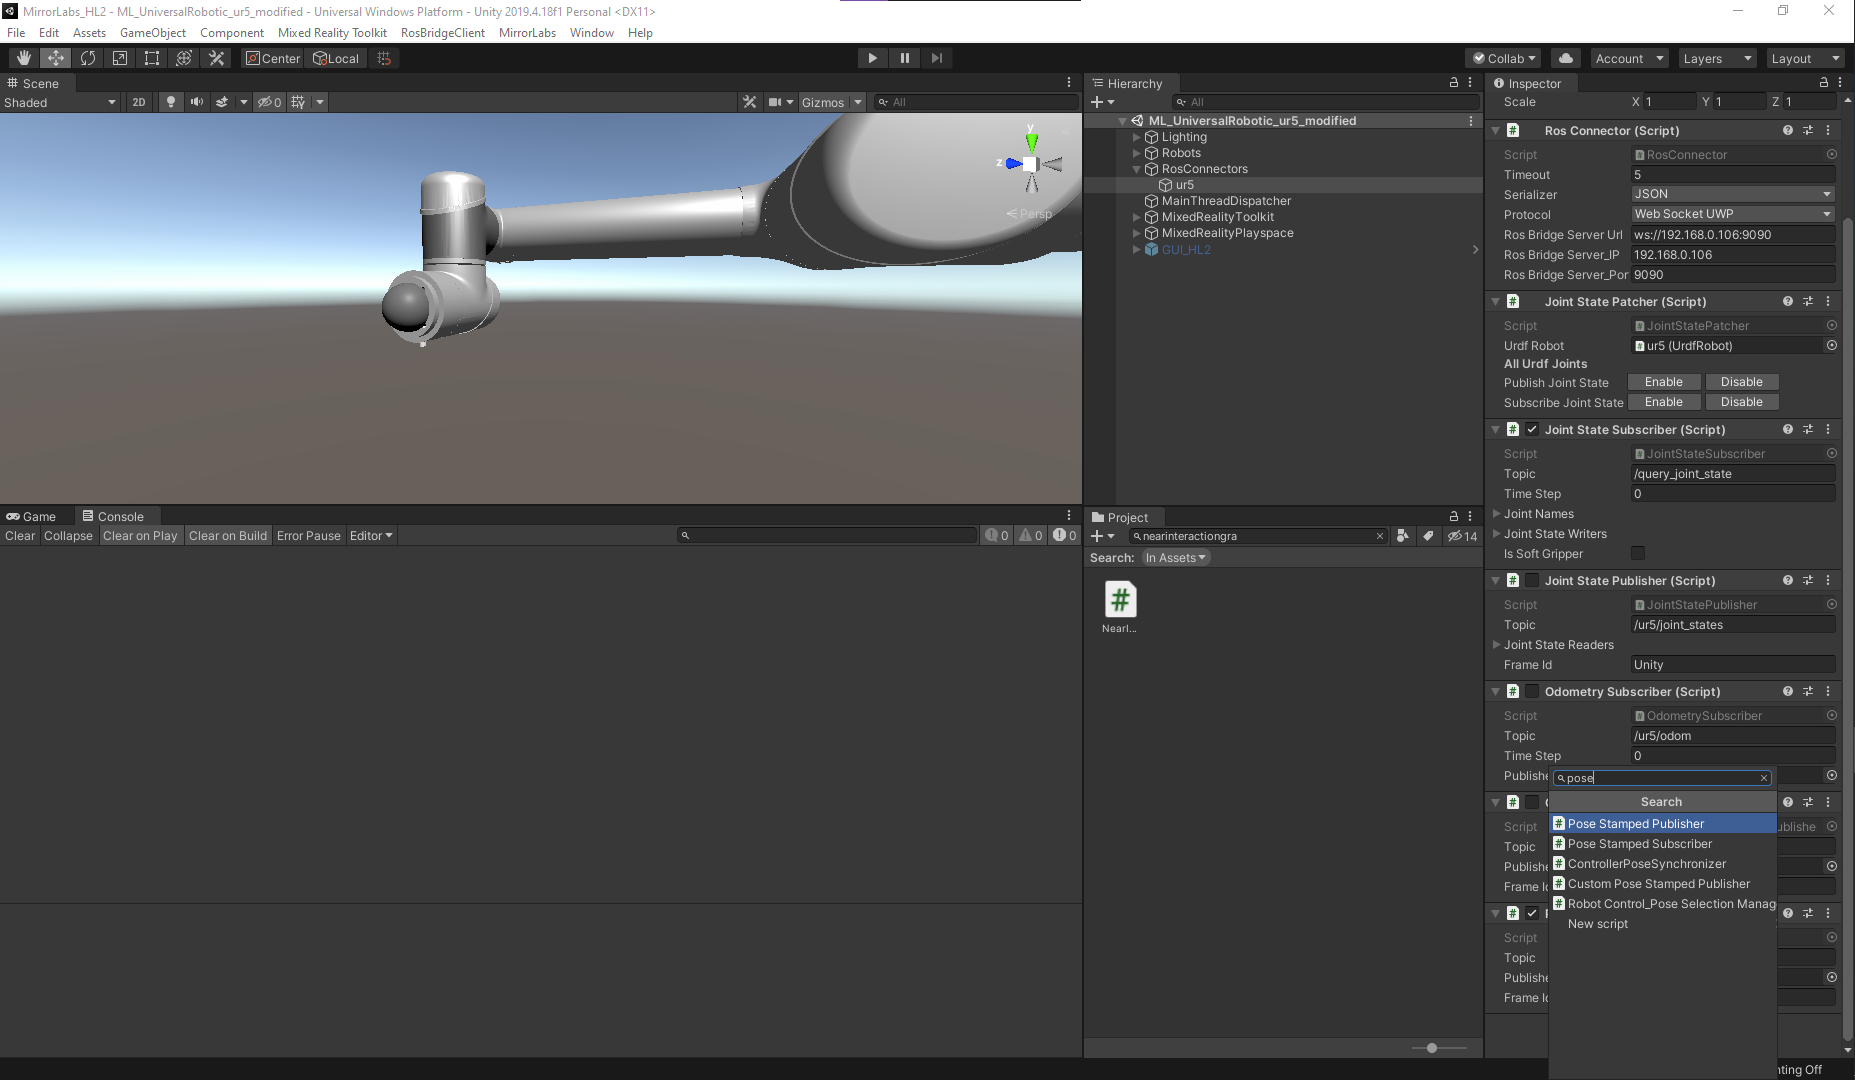 MirrorLabs_HL2 - ML_UniversalRobotic_ur5_modified - Universal Windows Platform - Unity 2019.4.18f1 Personal <DX11>
File Edit Assets GameObject Component Mixed Reality Toolkit RosBridgeClient MirrorLabs Window Help
Center Local Collab Account Layers Layout
Scene
Shaded 2D 0 Gizmos All
y
z
Persp
Game Console
Clear Collapse Clear on Play Clear on Build Error Pause Editor 0 0 0
Hierarchy
All
ML_UniversalRobotic_ur5_modified
Lighting
Robots
RosConnectors
ur5
MainThreadDispatcher
MixedRealityToolkit
MixedRealityPlayspace
GUI_HL2
Project
nearinteractiongra 14
Search: In Assets
#
NearI...
Inspector
Scale X 1 Y 1 Z 1
# Ros Connector (Script)
Script RosConnector
Timeout 5
Serializer JSON
Protocol Web Socket UWP
Ros Bridge Server Url ws://192.168.0.106:9090
Ros Bridge Server_IP 192.168.0.106
Ros Bridge Server_Por 9090
# Joint State Patcher (Script)
Script JointStatePatcher
Urdf Robot ur5 (UrdfRobot)
All Urdf Joints
Publish Joint State Enable Disable
Subscribe Joint State Enable Disable
# Joint State Subscriber (Script)
Script JointStateSubscriber
Topic /query_joint_state
Time Step 0
Joint Names
Joint State Writers
Is Soft Gripper
# Joint State Publisher (Script)
Script JointStatePublisher
Topic /ur5/joint_states
Joint State Readers
Frame Id Unity
# Odometry Subscriber (Script)
Script OdometrySubscriber
Topic /ur5/odom
Time Step 0
Publishe
pose
Search
# Pose Stamped Publisher
# Pose Stamped Subscriber
# ControllerPoseSynchronizer
# Custom Pose Stamped Publisher
# Robot Control_Pose Selection Manag
New script
#
Script ublishe
Topic
Publishe
Frame Id
#
Script
Topic
Publishe
Frame Id
nting Off